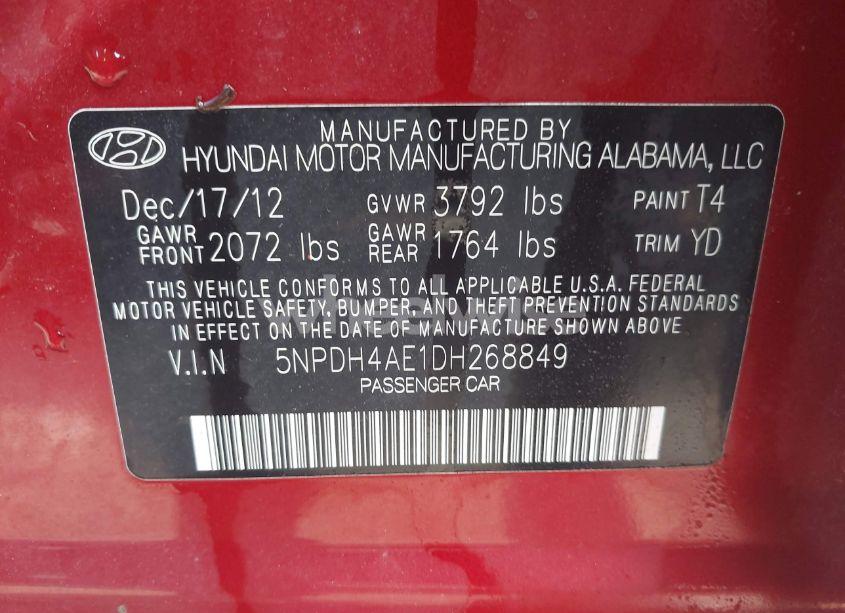 MANUFACTURED BY
HYUNDAI MOTOR MANUFACTURING ALABAMA, LLC
Dec/17/12 GVWR 3792 lbs PAINT T4
GAWR FRONT 2072 lbs GAWR REAR 1764 lbs TRIM YD
THIS VEHICLE CONFORMS TO ALL APPLICABLE U.S.A. FEDERAL
MOTOR VEHICLE SAFETY, BUMPER, AND THEFT PREVENTION STANDARDS
IN EFFECT ON THE DATE OF MANUFACTURE SHOWN ABOVE
V.I.N 5NPDH4AE1DH268849
PASSENGER CAR